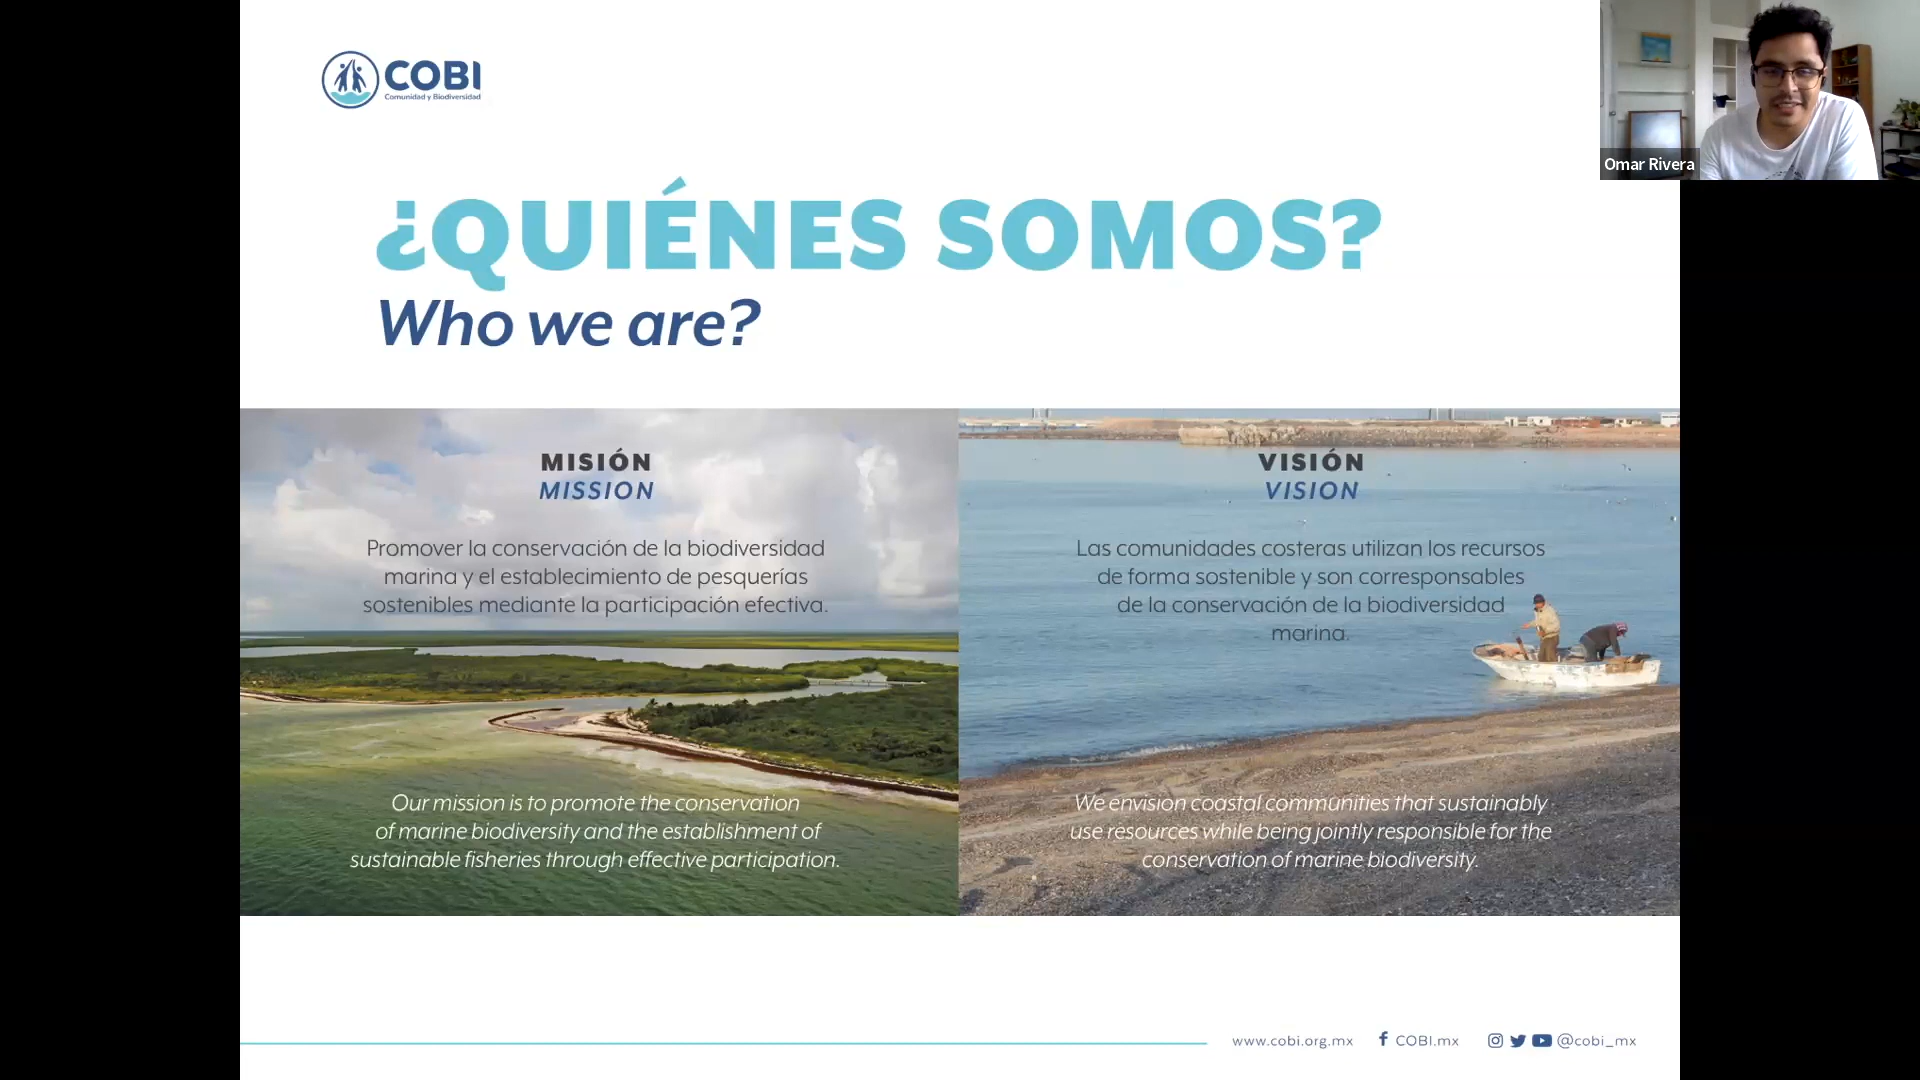 COBI
Comunidad y Biodiversidad
Omar Rivera
¿QUIÉNES SOMOS?
Who we are?
MISIÓN
MISSION
Promover la conservación de la biodiversidad
marina y el establecimiento de pesquerías
sostenibles mediante la participación efectiva.
Our mission is to promote the conservation
of marine biodiversity and the establishment of
sustainable fisheries through effective participation.
VISIÓN
VISION
Las comunidades costeras utilizan los recursos
de forma sostenible y son corresponsables
de la conservación de la biodiversidad
marina.
We envision coastal communities that sustainably
use resources while being jointly responsible for the
conservation of marine biodiversity.
www.cobi.org.mx COBI.mx @cobi_mx